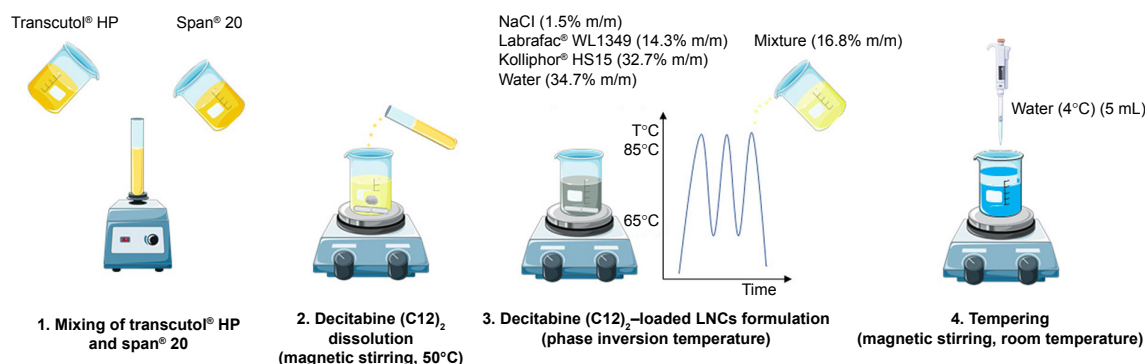 Transcutol® HP
Span® 20
NaCl (1.5% m/m)
Labrafac® WL1349 (14.3% m/m)
Kolliphor® HS15 (32.7% m/m)
Water (34.7% m/m)
Mixture (16.8% m/m)
Water (4°C) (5 mL)
T°C
85°C
65°C
Time
1. Mixing of transcutol® HP
and span® 20
2. Decitabine (C12)₂
dissolution
(magnetic stirring, 50°C)
3. Decitabine (C12)₂–loaded LNCs formulation
(phase inversion temperature)
4. Tempering
(magnetic stirring, room temperature)